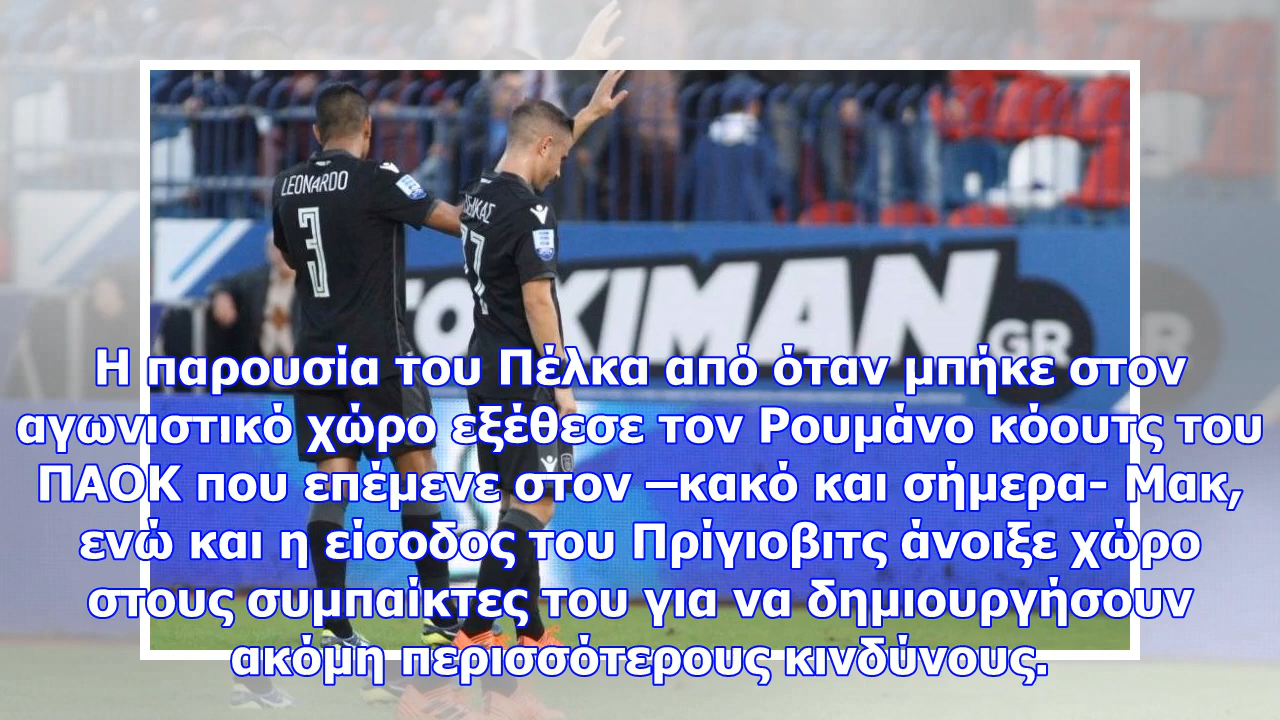 LEONARDO
3
TOXIMAN
GR
Η παρουσία του Πέλκα από όταν μπήκε στον
αγωνιστικό χώρο εξέθεσε τον Ρουμάνο κόουτς του
ΠΑΟΚ που επέμενε στον –κακό και σήμερα- Μακ,
ενώ και η είσοδος του Πρίγιοβιτς άνοιξε χώρο
στους συμπαίκτες του για να δημιουργήσουν
ακόμη περισσότερους κινδύνους.